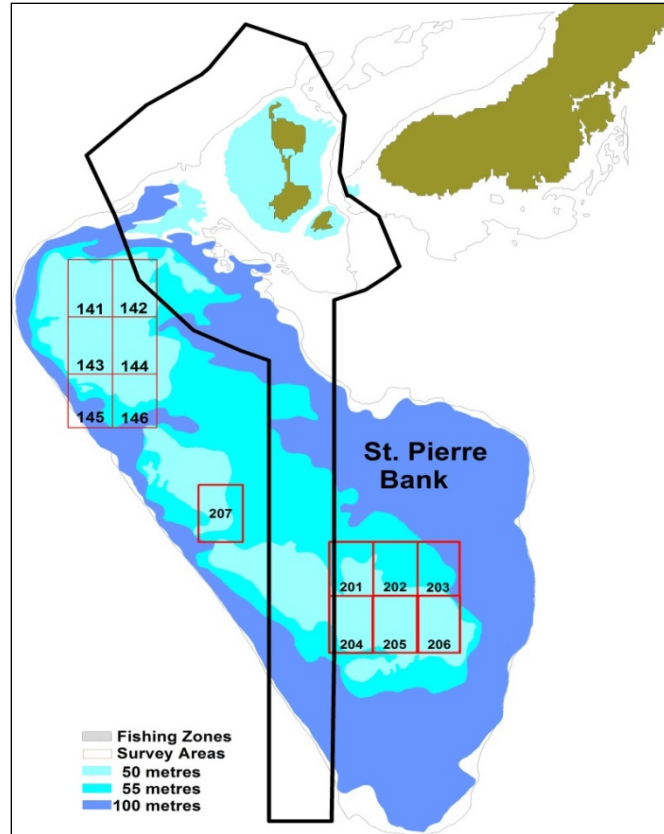 141 142
143 144
145 146
St. Pierre
Bank
207
201 202 203
204 205 206
Fishing Zones
Survey Areas
50 metres
55 metres
100 metres